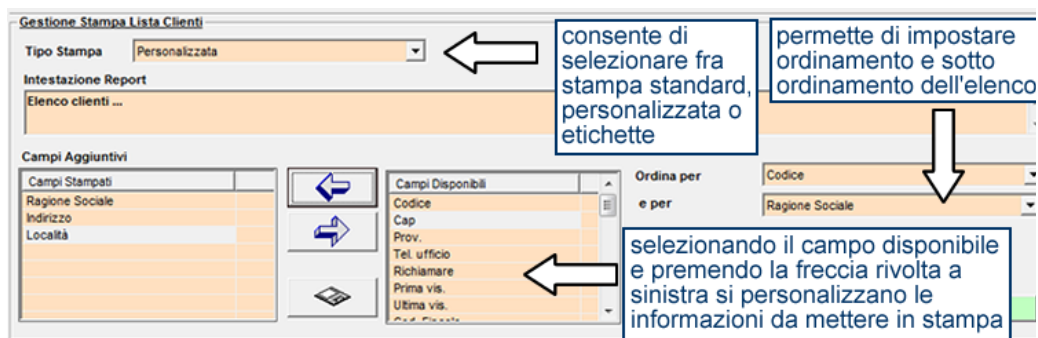 Gestione Stampa Lista Clienti
Tipo Stampa
Personalizzata
consente di
selezionare fra
stampa standard,
personalizzata o
etichette
permette di impostare
ordinamento e sotto
ordinamento dell'elenco
Intestazione Report
Elenco clienti ...
Campi Aggiuntivi
Campi Stampati
Ragione Sociale
Indirizzo
Località
Campi Disponibili
Codice
Cap
Prov.
Tel. ufficio
Richiamare
Prima vis.
Ultima vis.
Ordina per
Codice
e per
Ragione Sociale
selezionando il campo disponibile
e premendo la freccia rivolta a
sinistra si personalizzano le
informazioni da mettere in stampa